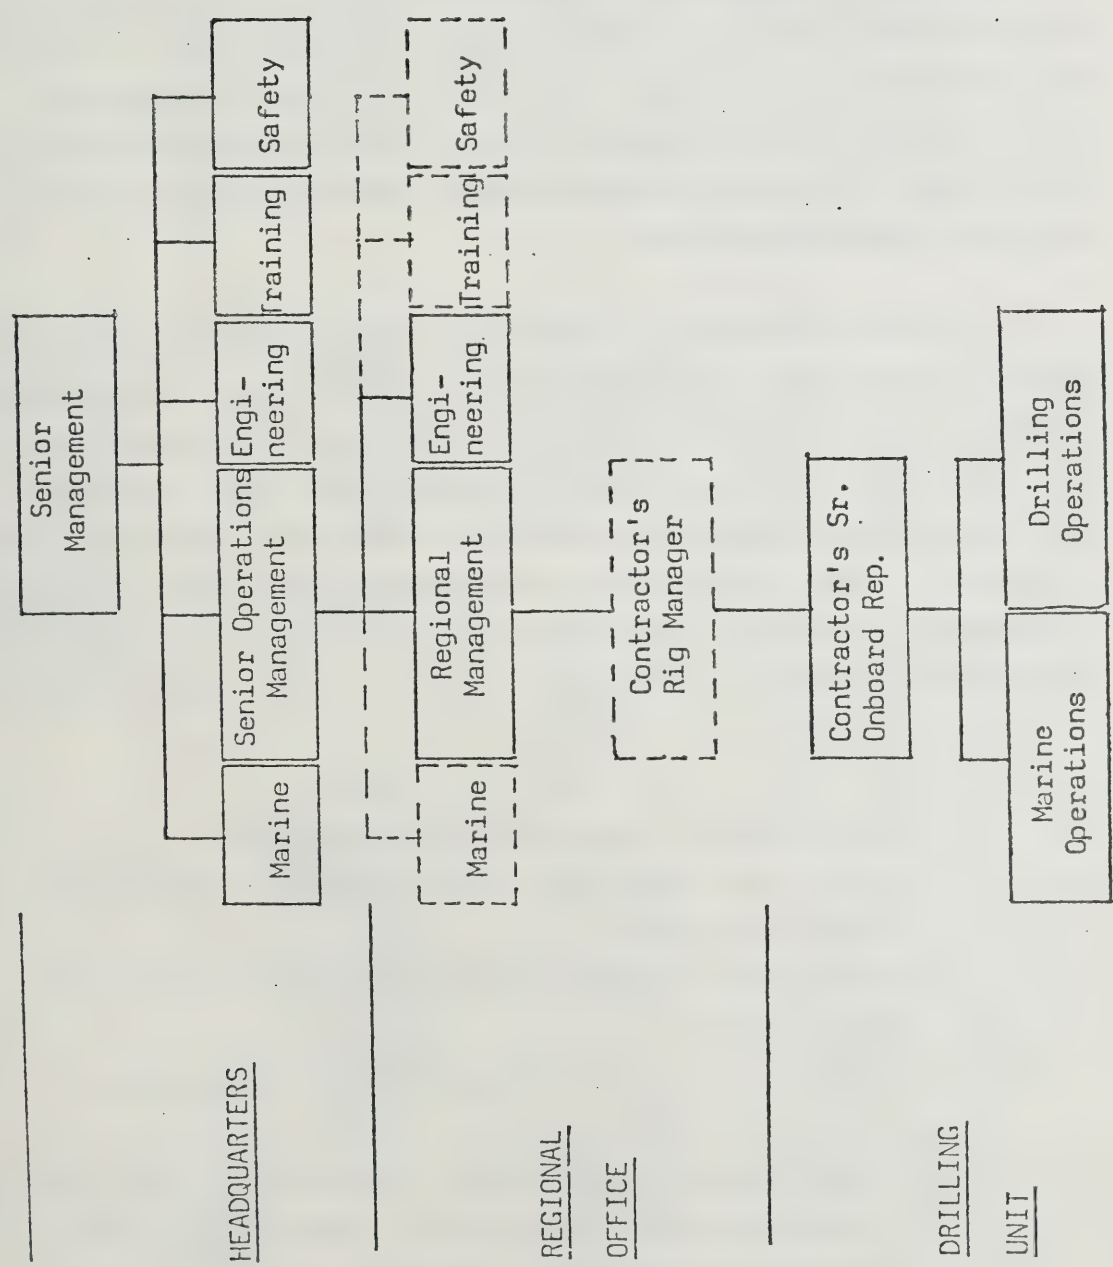 Senior
Management
HEADQUARTERS
Marine
Senior Operations
Management
Engi-
neering
Training
Safety
REGIONAL
OFFICE
Marine
Regional
Management
Engi-
neering.
Training
Safety
Contractor's
Rig Manager
DRILLING
UNIT
Contractor's Sr.
Onboard Rep.
Marine
Operations
Drilling
Operations